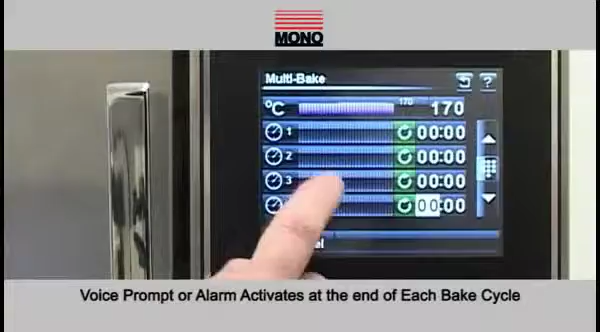 MONO
Multi-Bake
?
°C 170 170
1 00:00
2 00:00
3 00:00
00:00
Voice Prompt or Alarm Activates at the end of Each Bake Cycle